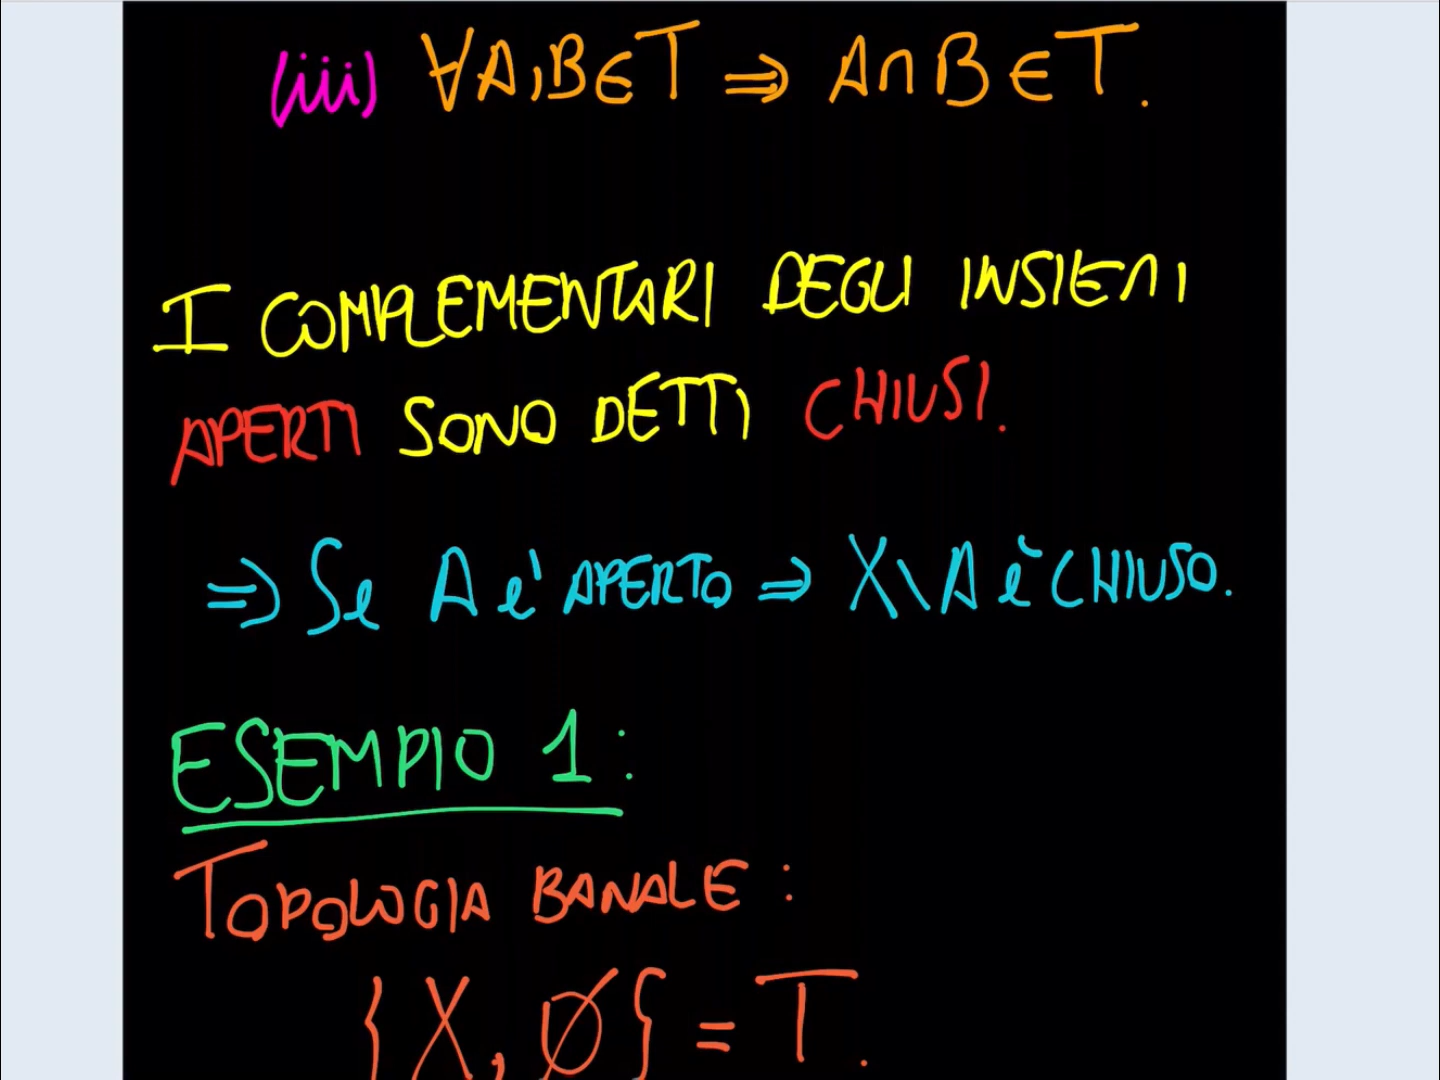 (iii) ∀A,B∈T ⇒ A∩B∈T.
I COMPLEMENTARI DEGLI INSIEMI
APERTI SONO DETTI CHIUSI.
⇒ Se A e' APERTO ⇒ X\A è CHIUSO.
ESEMPIO 1:
TOPOLOGIA BANALE:
{X,∅} = T.